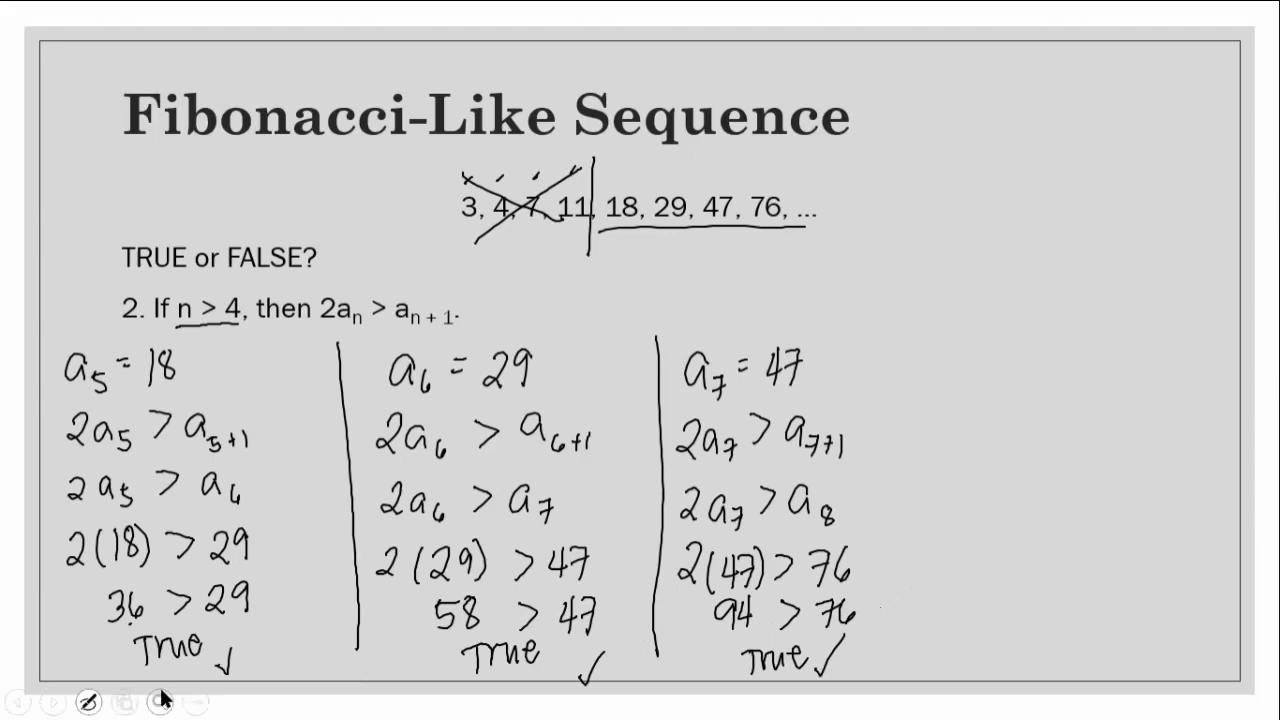 Fibonacci-Like Sequence
3, 4, 7, 11, 18, 29, 47, 76, ...
TRUE or FALSE?
2. If n > 4, then 2aₙ > aₙ ₊ ₁.
a₅ = 18
2a₅ > a₅₊₁
2a₅ > a₆
2(18) > 29
36 > 29
True ✓
a₆ = 29
2a₆ > a₆₊₁
2a₆ > a₇
2(29) > 47
58 > 47
True ✓
a₇ = 47
2a₇ > a₇₊₁
2a₇ > a₈
2(47) > 76
94 > 76
True ✓